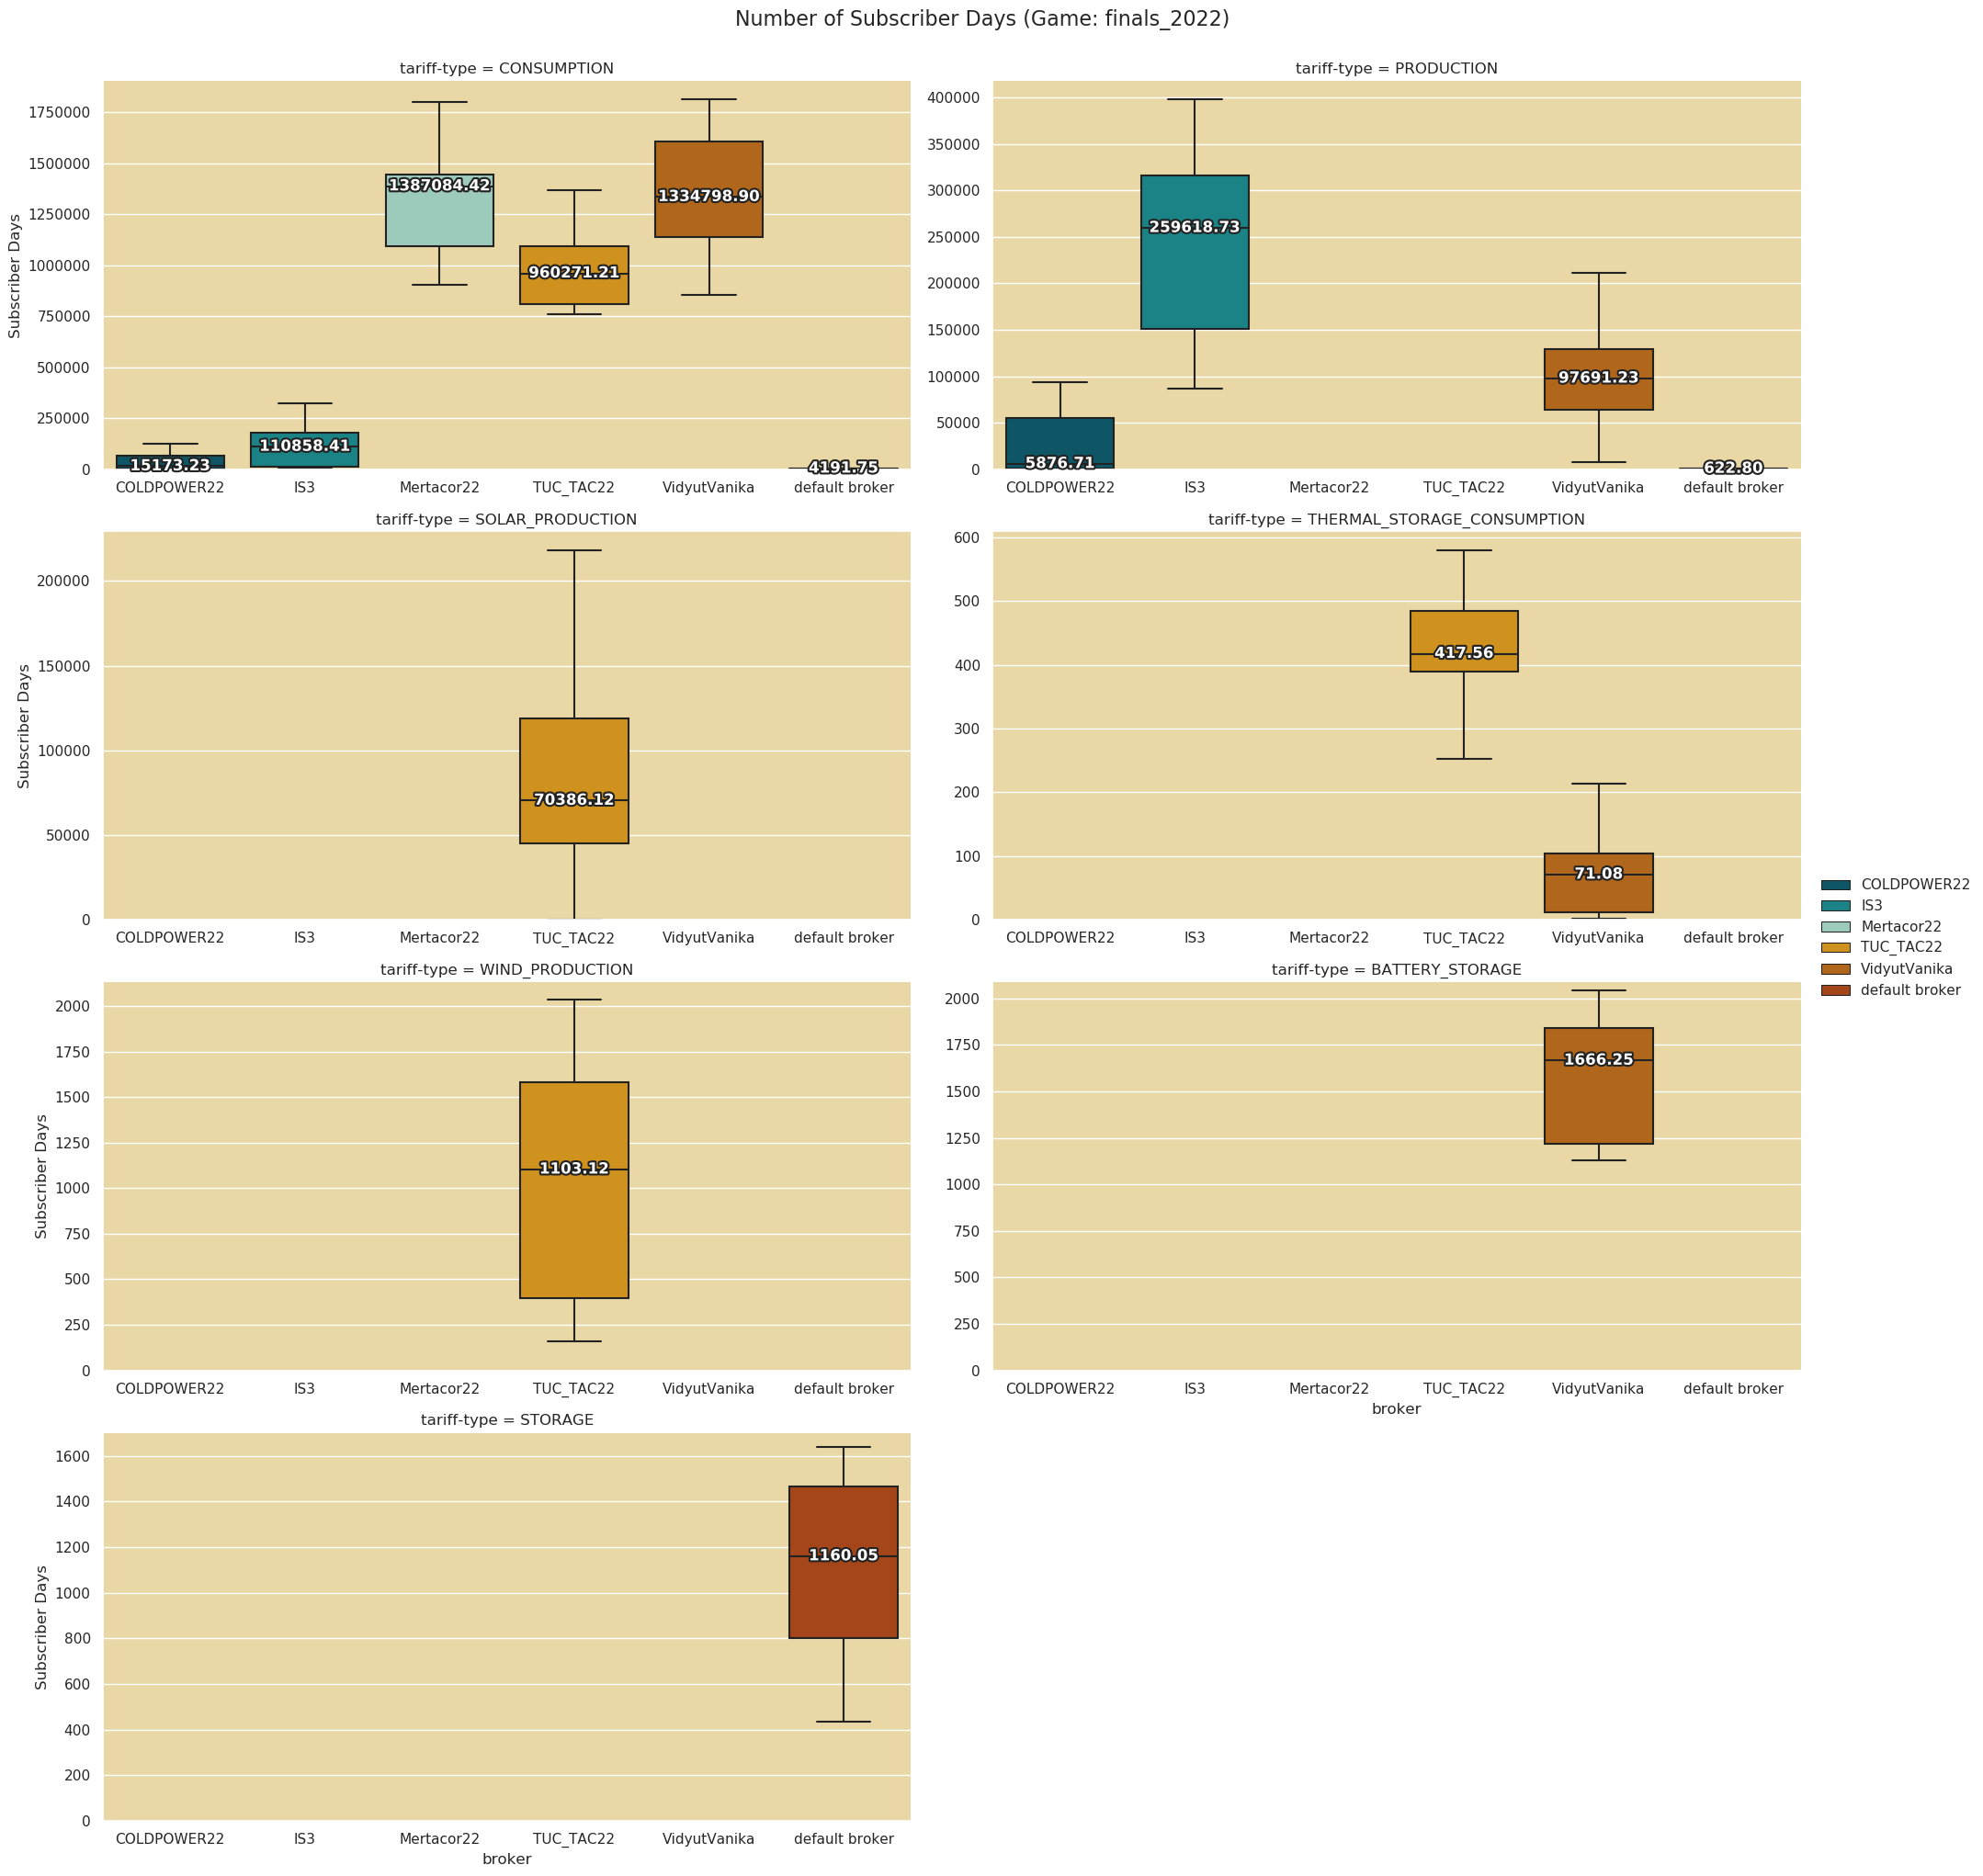 Number of Subscriber Days (Game: finals_2022)
tariff-type = CONSUMPTION
Subscriber Days
1750000
1500000
1250000
1000000
750000
500000
250000
0
15173.23
110858.41
1387084.42
960271.21
1334798.90
4191.75
COLDPOWER22 IS3 Mertacor22 TUC_TAC22 VidyutVanika default broker
tariff-type = PRODUCTION
400000
350000
300000
250000
200000
150000
100000
50000
0
5876.71
259618.73
97691.23
622.80
COLDPOWER22 IS3 Mertacor22 TUC_TAC22 VidyutVanika default broker
tariff-type = SOLAR_PRODUCTION
Subscriber Days
200000
150000
100000
50000
0
70386.12
COLDPOWER22 IS3 Mertacor22 TUC_TAC22 VidyutVanika default broker
tariff-type = THERMAL_STORAGE_CONSUMPTION
600
500
400
300
200
100
0
417.56
71.08
COLDPOWER22 IS3 Mertacor22 TUC_TAC22 VidyutVanika default broker
COLDPOWER22
IS3
Mertacor22
TUC_TAC22
VidyutVanika
default broker
tariff-type = WIND_PRODUCTION
Subscriber Days
2000
1750
1500
1250
1000
750
500
250
0
1103.12
COLDPOWER22 IS3 Mertacor22 TUC_TAC22 VidyutVanika default broker
tariff-type = BATTERY_STORAGE
2000
1750
1500
1250
1000
750
500
250
0
1666.25
COLDPOWER22 IS3 Mertacor22 TUC_TAC22 VidyutVanika default broker
broker
tariff-type = STORAGE
Subscriber Days
1600
1400
1200
1000
800
600
400
200
0
1160.05
COLDPOWER22 IS3 Mertacor22 TUC_TAC22 VidyutVanika default broker
broker